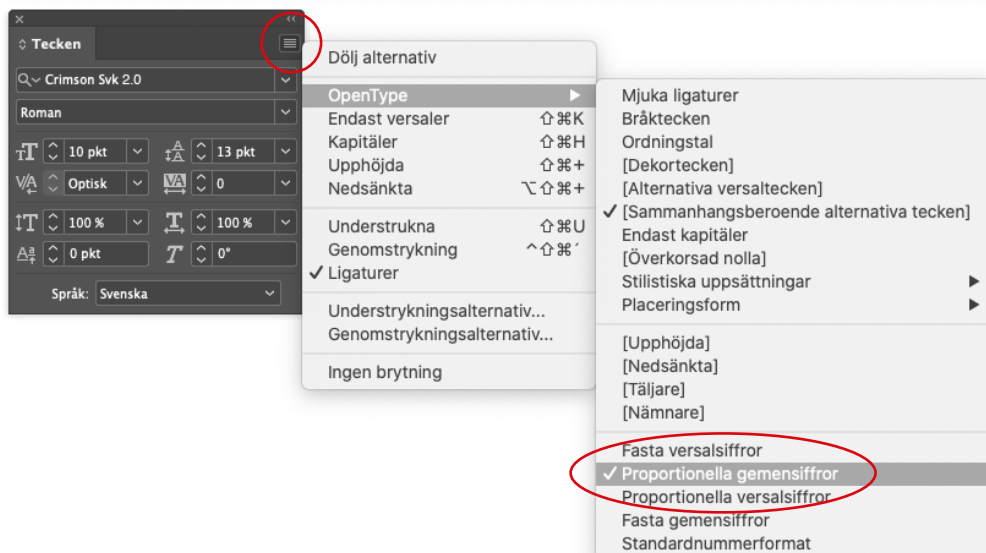 Tecken
Crimson Svk 2.0
Roman
10 pkt
13 pkt
Optisk
0
100 %
100 %
0 pkt
0°
Språk: Svenska
Dölj alternativ
OpenType
Endast versaler ⇧⌘K
Kapitäler ⇧⌘H
Upphöjda ⇧⌘+
Nedsänkta ⌥⇧⌘+
Understrukna ⇧⌘U
Genomstrykning ^⇧⌘´
✓ Ligaturer
Understrykningsalternativ...
Genomstrykningsalternativ...
Ingen brytning
Mjuka ligaturer
Bråktecken
Ordningstal
[Dekortecken]
[Alternativa versaltecken]
✓ [Sammanhangsberoende alternativa tecken]
Endast kapitäler
[Överkorsad nolla]
Stilistiska uppsättningar
Placeringsform
[Upphöjda]
[Nedsänkta]
[Täljare]
[Nämnare]
Fasta versalsiffror
✓ Proportionella gemensiffror
Proportionella versalsiffror
Fasta gemensiffror
Standardnummerformat